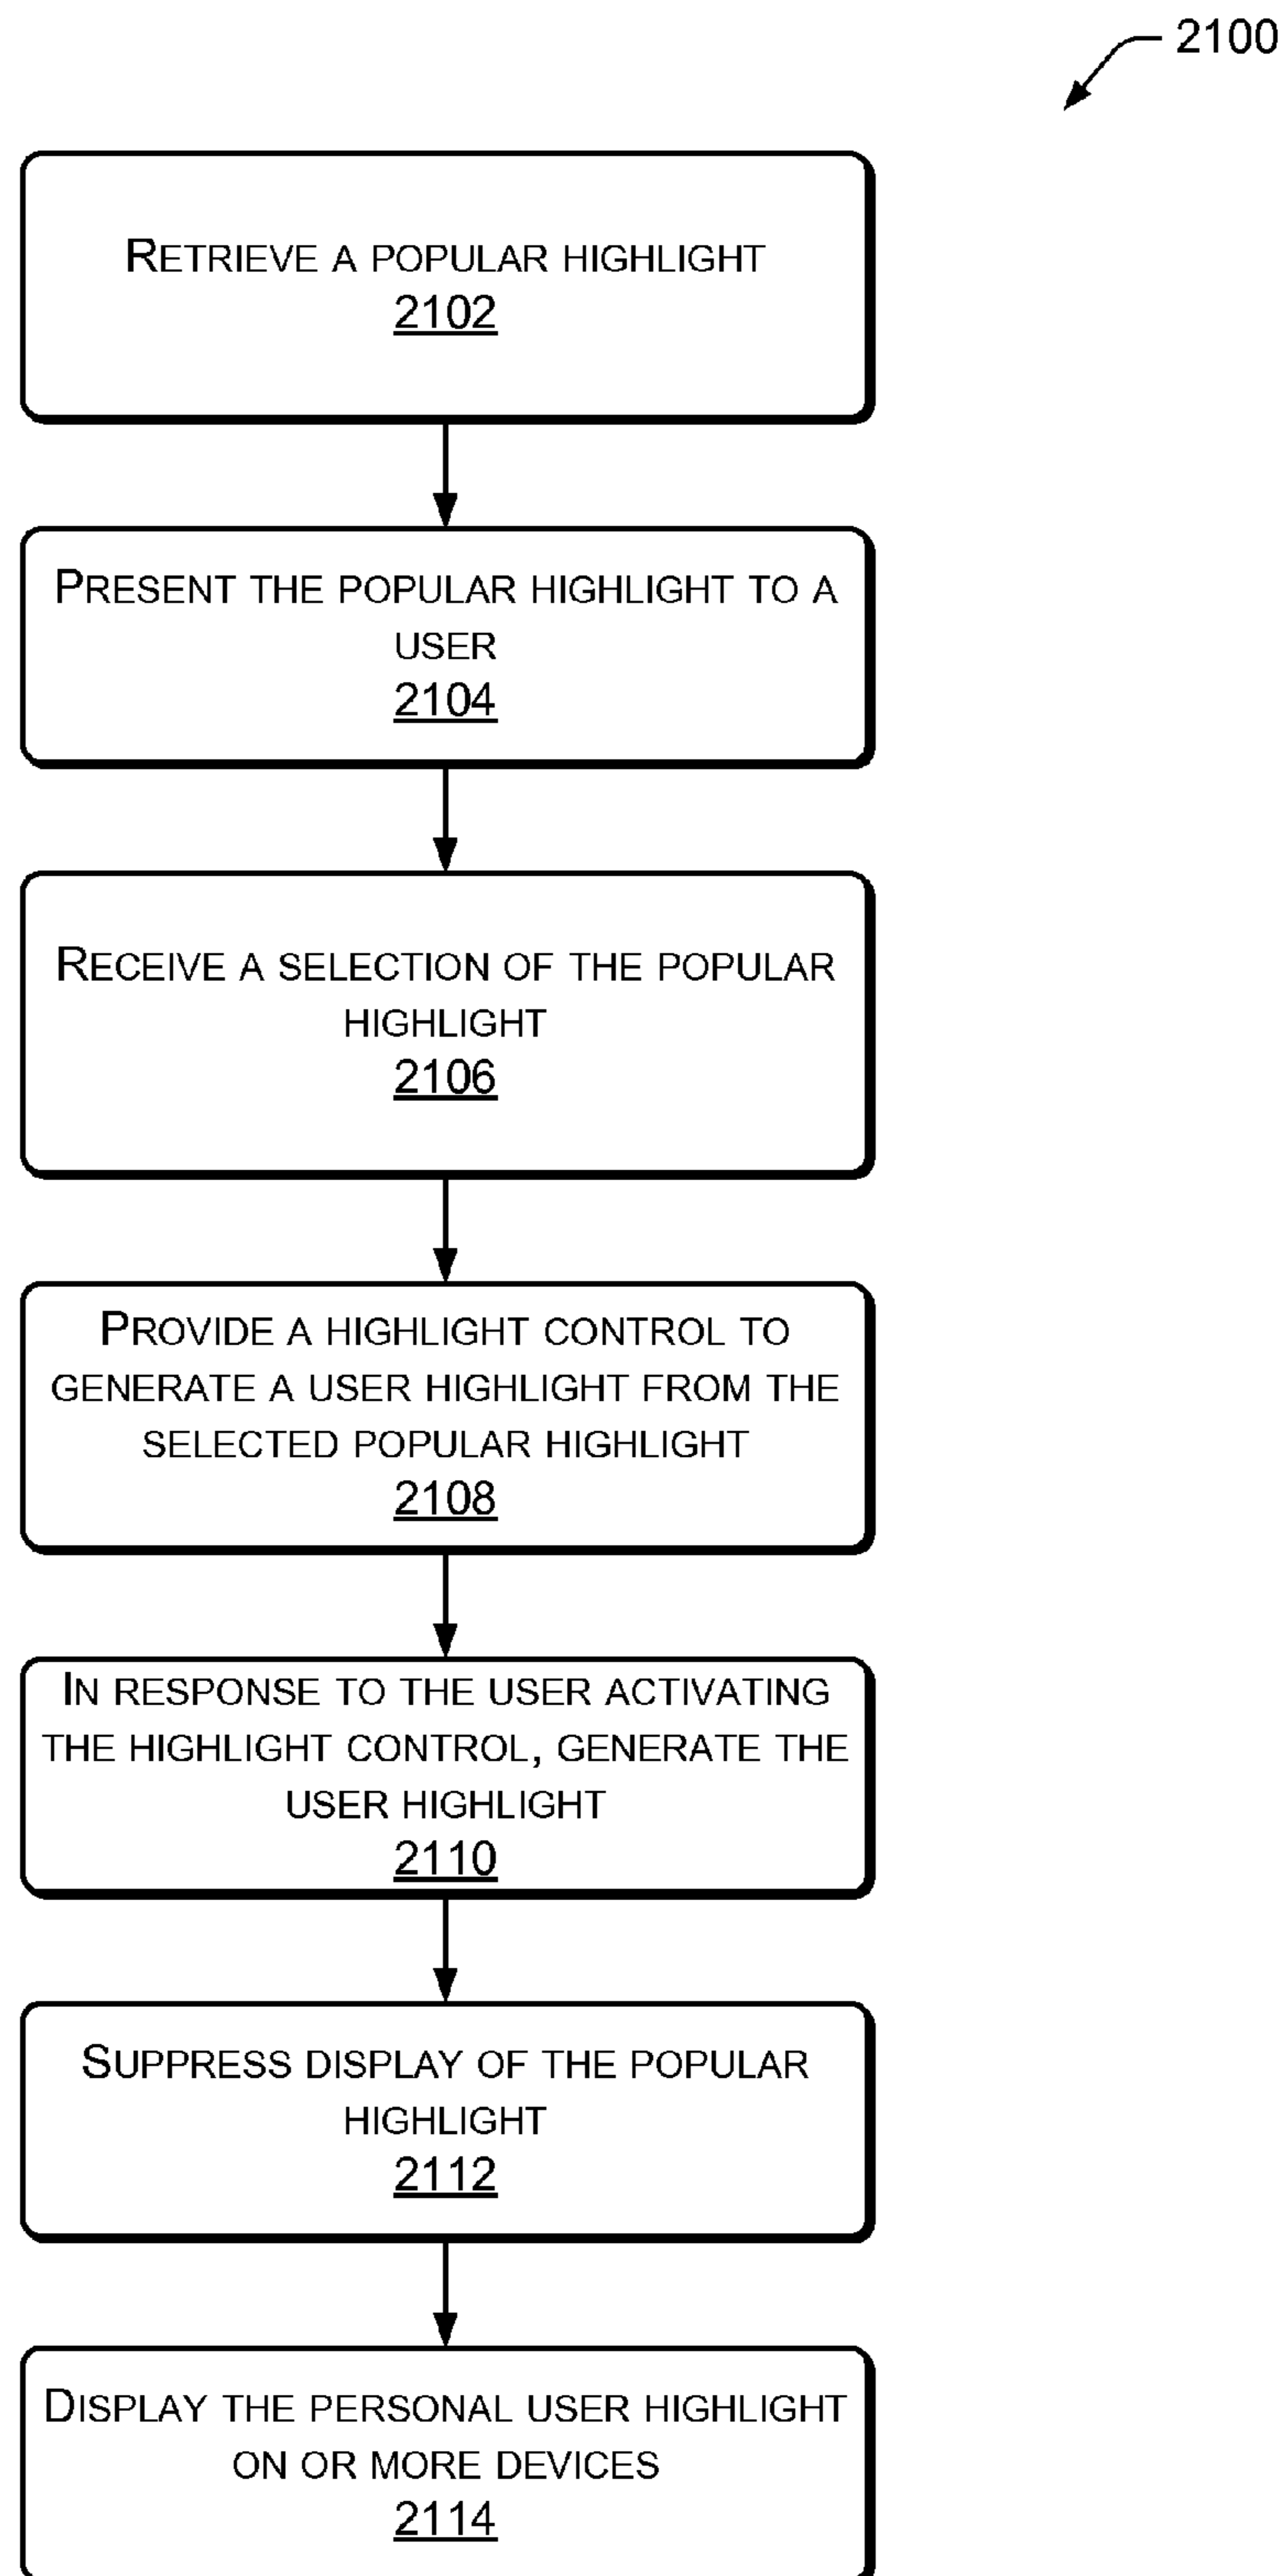 2100
RETRIEVE A POPULAR HIGHLIGHT
2102
PRESENT THE POPULAR HIGHLIGHT TO A
USER
2104
RECEIVE A SELECTION OF THE POPULAR
HIGHLIGHT
2106
PROVIDE A HIGHLIGHT CONTROL TO
GENERATE A USER HIGHLIGHT FROM THE
SELECTED POPULAR HIGHLIGHT
2108
IN RESPONSE TO THE USER ACTIVATING
THE HIGHLIGHT CONTROL, GENERATE THE
USER HIGHLIGHT
2110
SUPPRESS DISPLAY OF THE POPULAR
HIGHLIGHT
2112
DISPLAY THE PERSONAL USER HIGHLIGHT
ON OR MORE DEVICES
2114